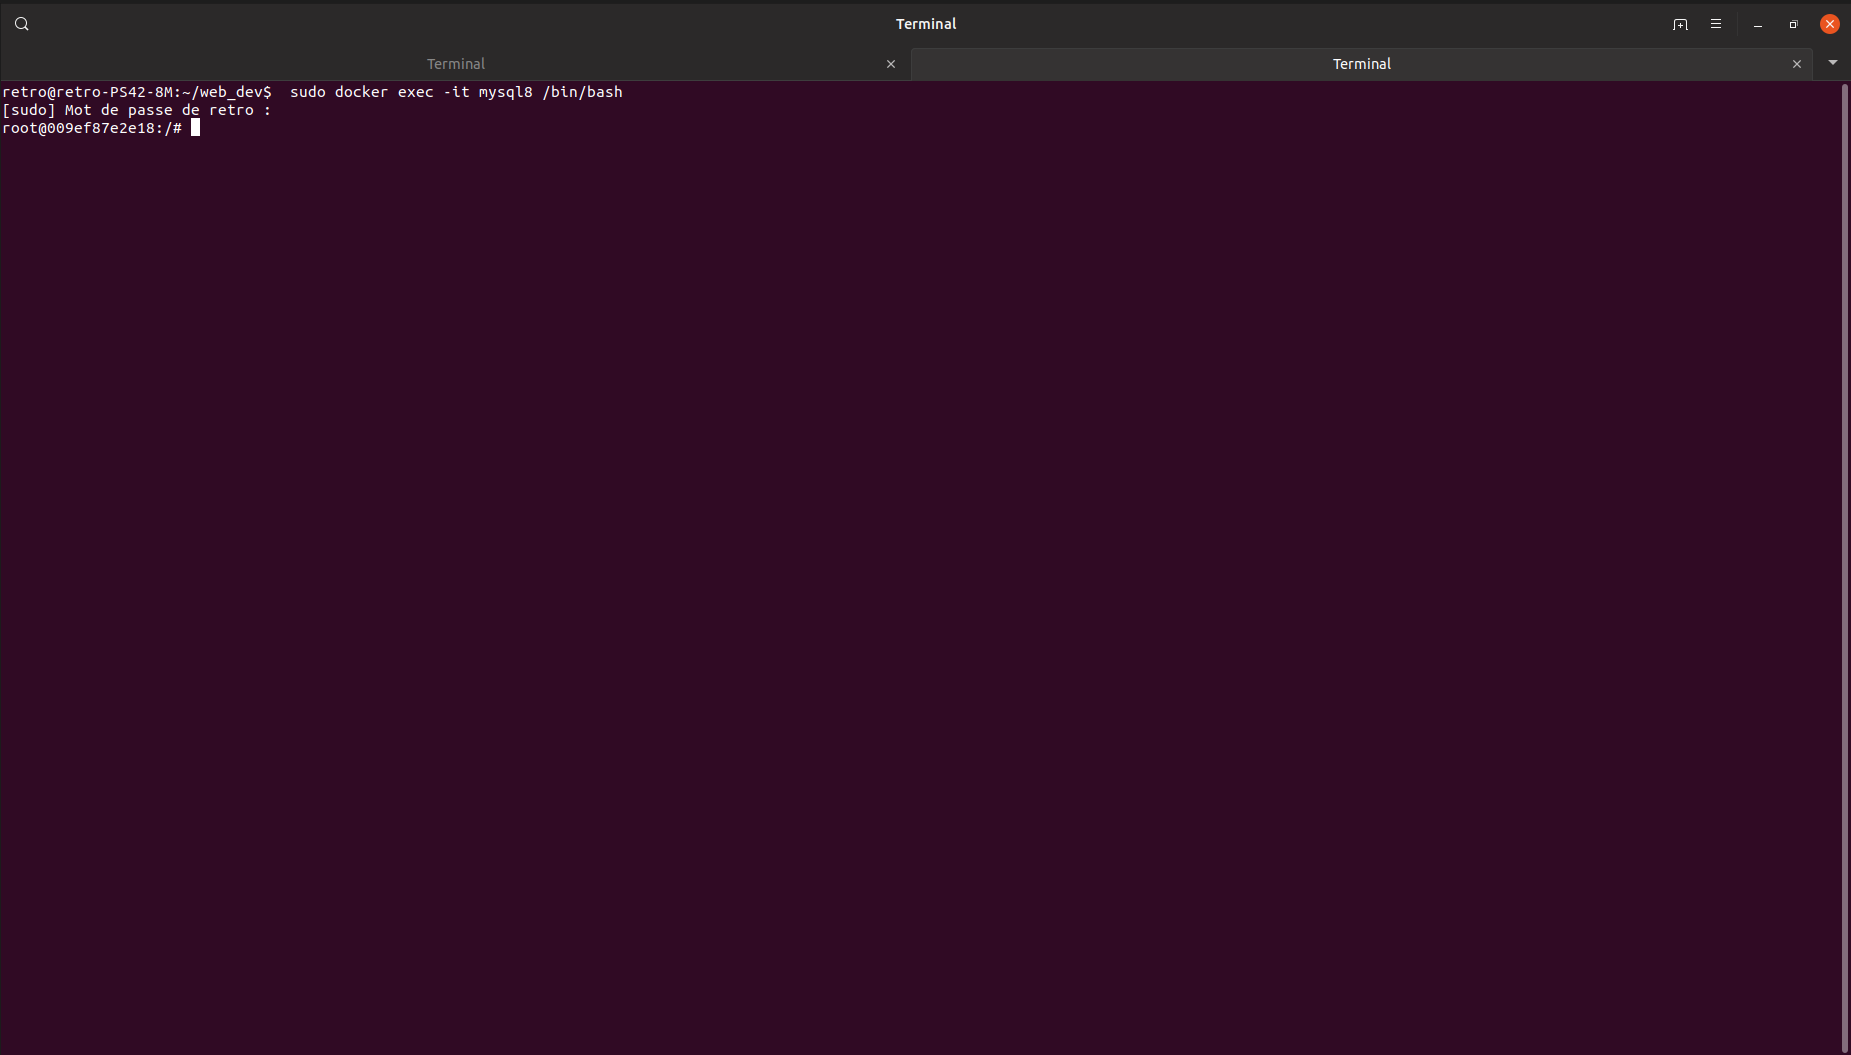 Terminal
Terminal
Terminal
retro@retro-PS42-8M:~/web_dev$  sudo docker exec -it mysql8 /bin/bash
[sudo] Mot de passe de retro :
root@009ef87e2e18:/#